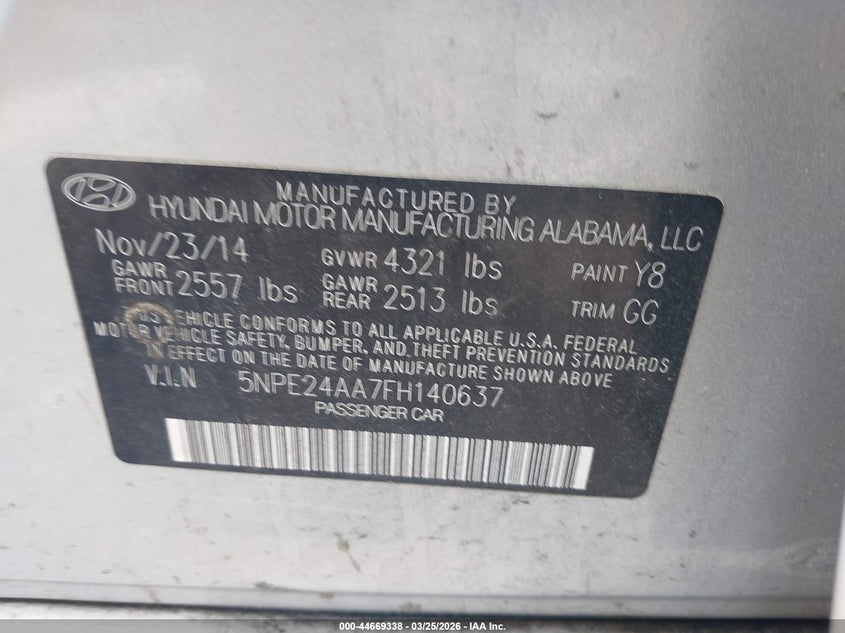 MANUFACTURED BY
HYUNDAI MOTOR MANUFACTURING ALABAMA, LLC
Nov/23/14 GVWR 4321 lbs PAINT Y8
GAWR FRONT 2557 lbs GAWR REAR 2513 lbs TRIM GG
THIS VEHICLE CONFORMS TO ALL APPLICABLE U.S.A. FEDERAL
MOTOR VEHICLE SAFETY, BUMPER, AND THEFT PREVENTION STANDARDS
IN EFFECT ON THE DATE OF MANUFACTURE SHOWN ABOVE.
V.I.N 5NPE24AA7FH140637
PASSENGER CAR
000-44669338 - 03/25/2026 - IAA Inc.